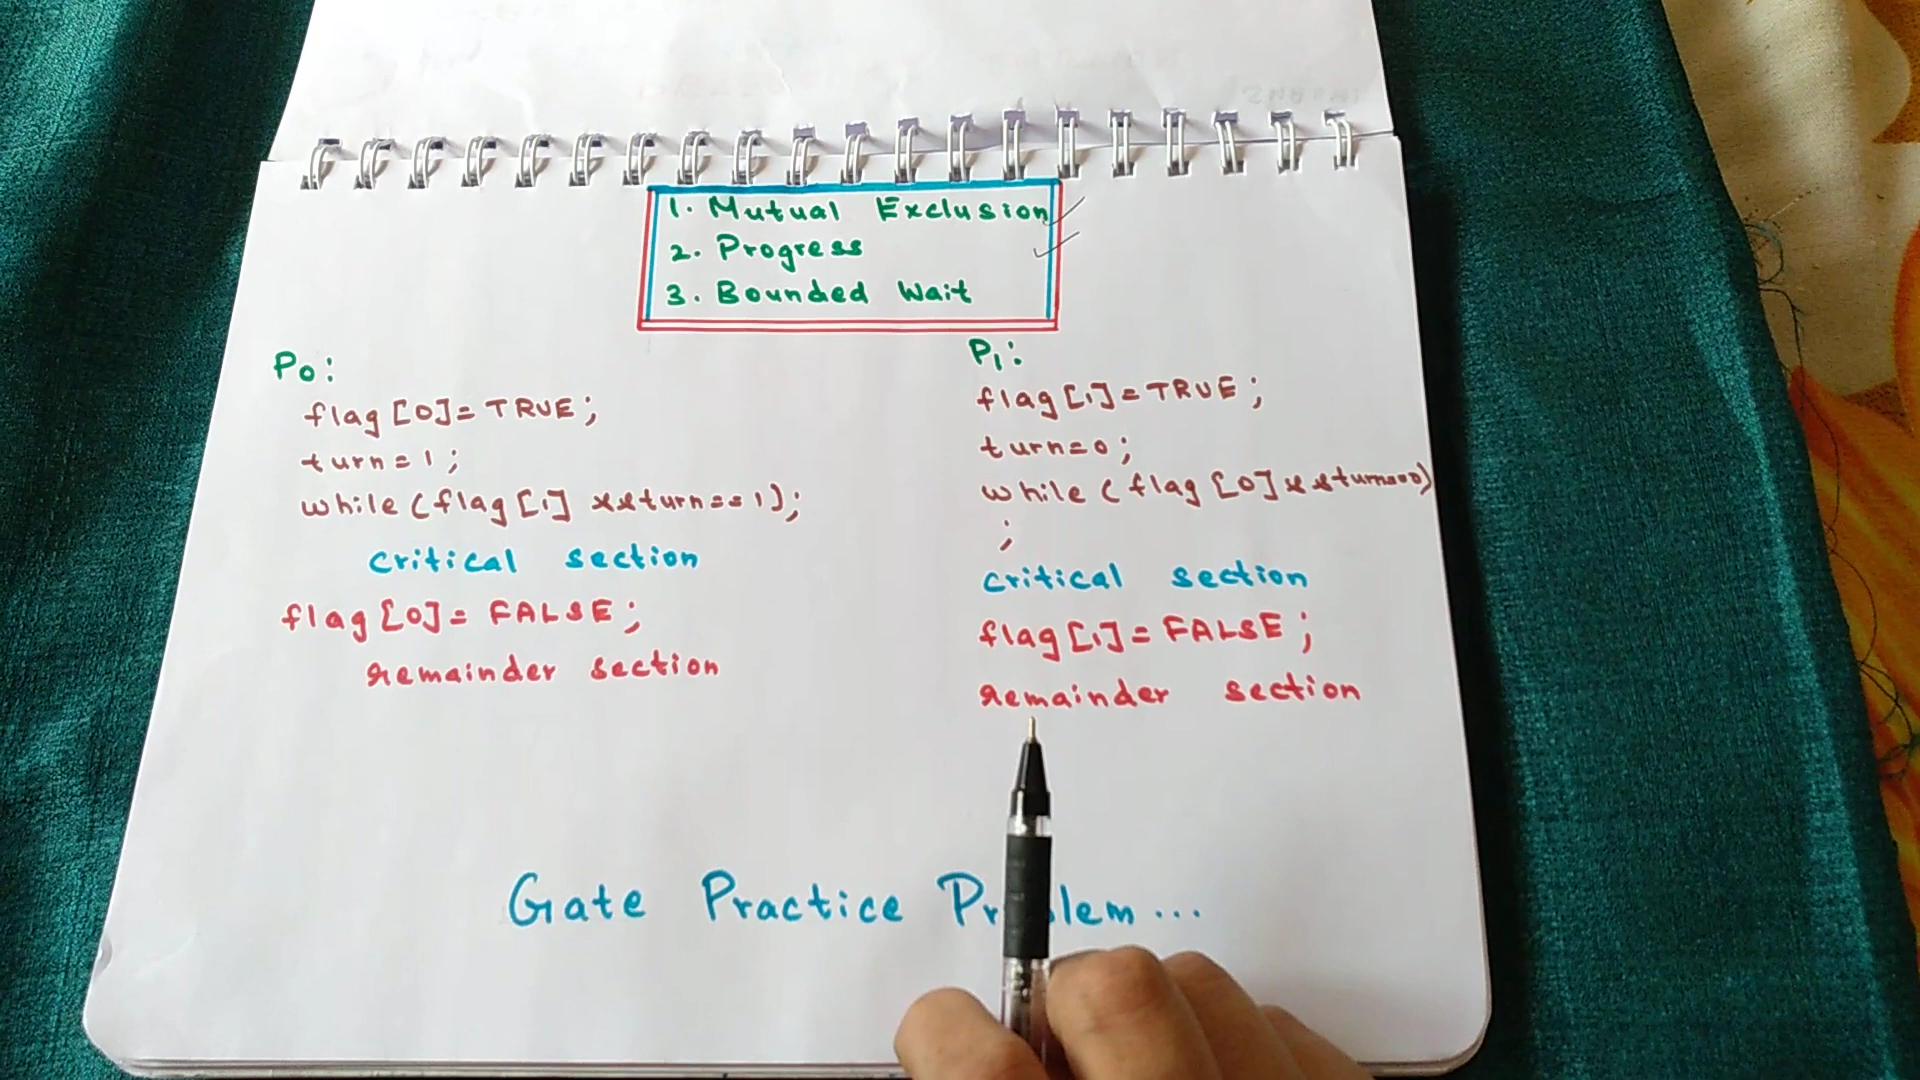 1. Mutual Exclusion
2. Progress
3. Bounded Wait
P0:
flag[0]=TRUE;
turn=1;
while(flag[1] &&turn==1);
critical section
flag[0]= FALSE;
remainder section
P1:
flag[1]=TRUE;
turn=0;
while(flag[0]&&turn==0)
;
critical section
flag[1]=FALSE;
remainder section
Gate Practice